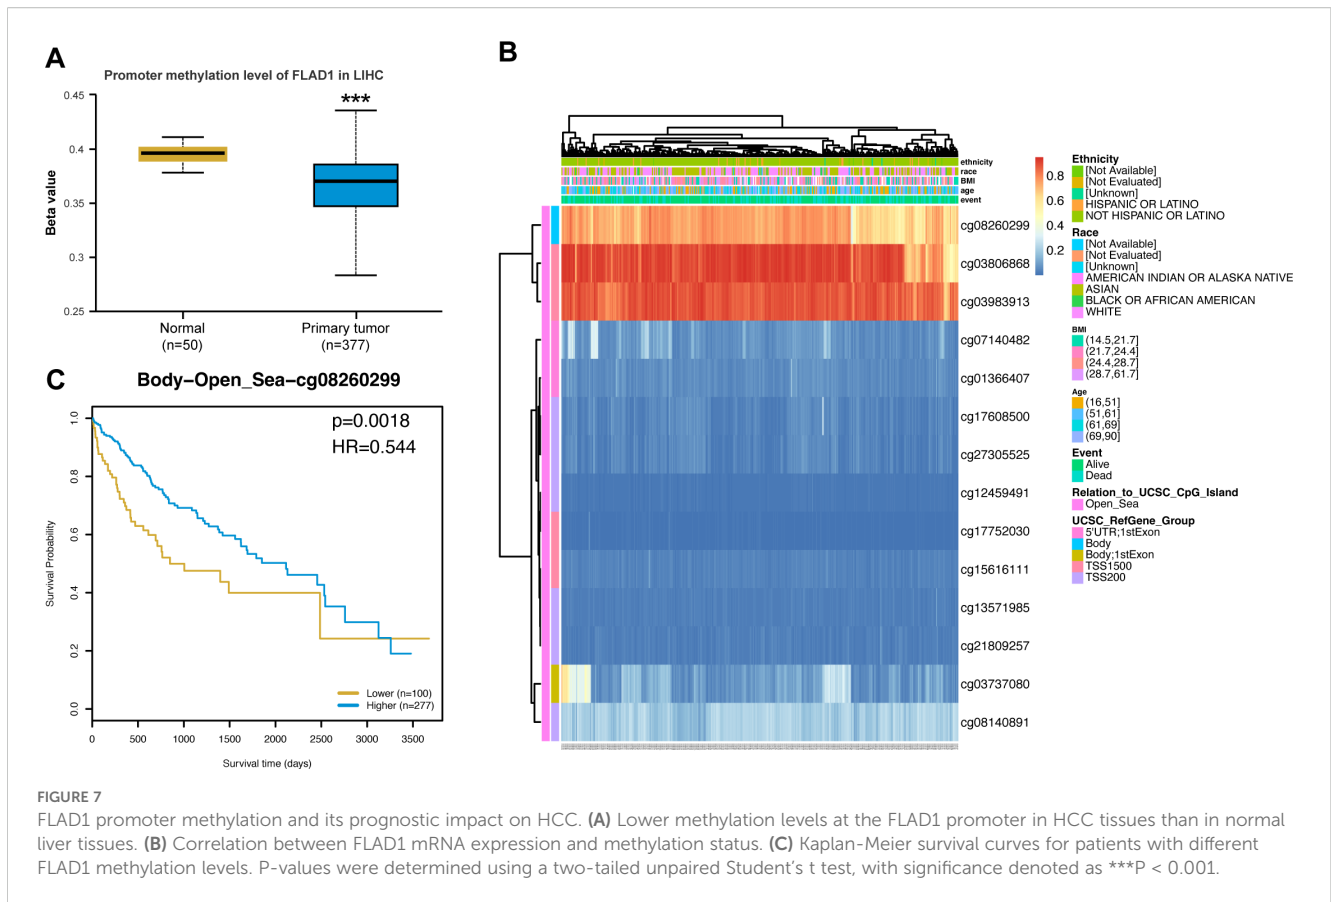 A
Promoter methylation level of FLAD1 in LIHC
***
0.45
0.4
0.35
0.3
0.25
Beta value
Normal
(n=50)
Primary tumor
(n=377)
B
ethnicity
race
BMI
age
event
cg08260299
cg03806868
cg03983913
cg07140482
cg01366407
cg17608500
cg27305525
cg12459491
cg17752030
cg15616111
cg13571985
cg21809257
cg03737080
cg08140891
0.8
0.6
0.4
0.2
Ethnicity
[Not Available]
[Not Evaluated]
[Unknown]
HISPANIC OR LATINO
NOT HISPANIC OR LATINO
Race
[Not Available]
[Not Evaluated]
[Unknown]
AMERICAN INDIAN OR ALASKA NATIVE
ASIAN
BLACK OR AFRICAN AMERICAN
WHITE
BMI
(14.5,21.7]
(21.7,24.4]
(24.4,28.7]
(28.7,61.7]
Age
(16,51]
(51,61]
(61,69]
(69,90]
Event
Alive
Dead
Relation_to_UCSC_CpG_Island
Open_Sea
UCSC_RefGene_Group
5'UTR;1stExon
Body
Body;1stExon
TSS1500
TSS200
C
Body−Open_Sea−cg08260299
p=0.0018
HR=0.544
1.0
0.8
0.6
0.4
0.2
0.0
Survival Probability
Lower (n=100)
Higher (n=277)
0 500 1000 1500 2000 2500 3000 3500
Survival time (days)
FIGURE 7
FLAD1 promoter methylation and its prognostic impact on HCC. (A) Lower methylation levels at the FLAD1 promoter in HCC tissues than in normal
liver tissues. (B) Correlation between FLAD1 mRNA expression and methylation status. (C) Kaplan-Meier survival curves for patients with different
FLAD1 methylation levels. P-values were determined using a two-tailed unpaired Student's t test, with significance denoted as ***P < 0.001.